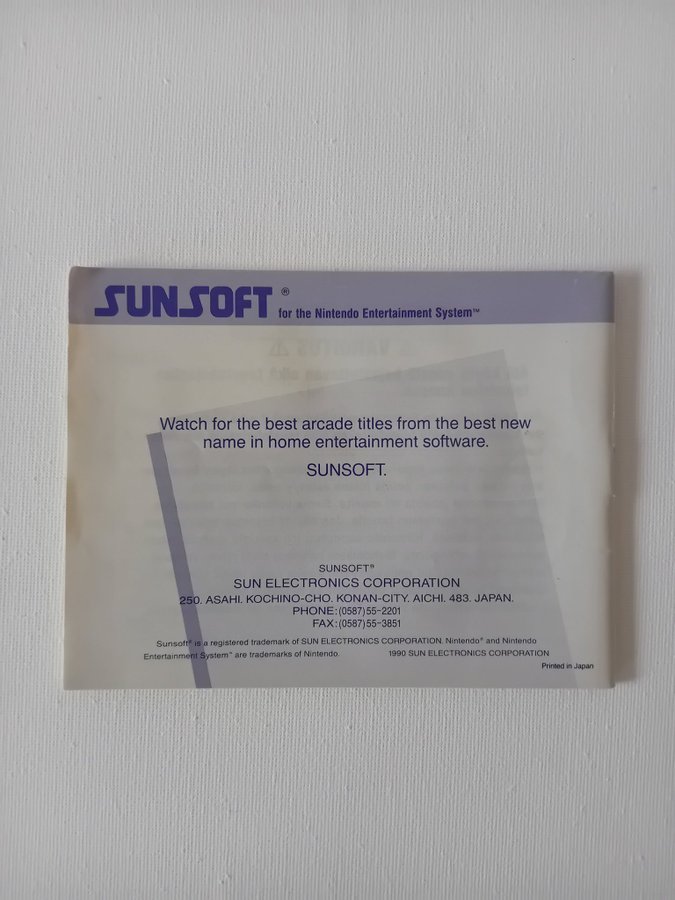 SUNSOFT® for the Nintendo Entertainment System™
Watch for the best arcade titles from the best new
name in home entertainment software.
SUNSOFT.
SUNSOFT®
SUN ELECTRONICS CORPORATION
250. ASAHI. KOCHINO-CHO. KONAN-CITY. AICHI. 483. JAPAN.
PHONE:(0587)55-2201
FAX:(0587)55-3851
Sunsoft® is a registered trademark of SUN ELECTRONICS CORPORATION. Nintendo® and Nintendo
Entertainment System™ are trademarks of Nintendo. 1990 SUN ELECTRONICS CORPORATION
Printed in Japan